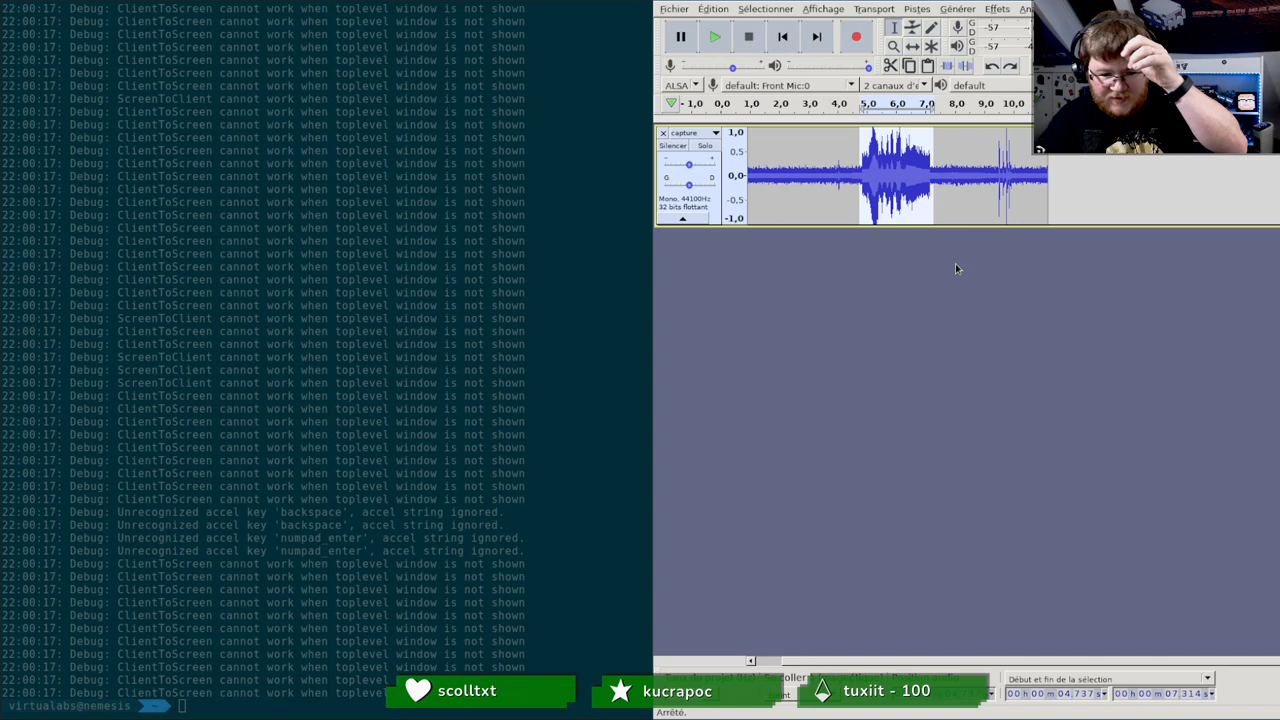 22:00:17: Debug: ClientToScreen cannot work when toplevel window is not shown
22:00:17: Debug: ClientToScreen cannot work when toplevel window is not shown
22:00:17: Debug: ClientToScreen cannot work when toplevel window is not shown
22:00:17: Debug: ClientToScreen cannot work when toplevel window is not shown
22:00:17: Debug: ClientToScreen cannot work when toplevel window is not shown
22:00:17: Debug: ClientToScreen cannot work when toplevel window is not shown
22:00:17: Debug: ClientToScreen cannot work when toplevel window is not shown
22:00:17: Debug: ScreenToClient cannot work when toplevel window is not shown
22:00:17: Debug: ClientToScreen cannot work when toplevel window is not shown
22:00:17: Debug: ClientToScreen cannot work when toplevel window is not shown
22:00:17: Debug: ClientToScreen cannot work when toplevel window is not shown
22:00:17: Debug: ClientToScreen cannot work when toplevel window is not shown
22:00:17: Debug: ClientToScreen cannot work when toplevel window is not shown
22:00:17: Debug: ClientToScreen cannot work when toplevel window is not shown
22:00:17: Debug: ClientToScreen cannot work when toplevel window is not shown
22:00:17: Debug: ScreenToClient cannot work when toplevel window is not shown
22:00:17: Debug: ScreenToClient cannot work when toplevel window is not shown
22:00:17: Debug: ClientToScreen cannot work when toplevel window is not shown
22:00:17: Debug: ClientToScreen cannot work when toplevel window is not shown
22:00:17: Debug: ClientToScreen cannot work when toplevel window is not shown
22:00:17: Debug: ClientToScreen cannot work when toplevel window is not shown
22:00:17: Debug: ClientToScreen cannot work when toplevel window is not shown
22:00:17: Debug: ClientToScreen cannot work when toplevel window is not shown
22:00:17: Debug: ClientToScreen cannot work when toplevel window is not shown
22:00:17: Debug: ScreenToClient cannot work when toplevel window is not shown
22:00:17: Debug: ClientToScreen cannot work when toplevel window is not shown
22:00:17: Debug: ClientToScreen cannot work when toplevel window is not shown
22:00:17: Debug: ScreenToClient cannot work when toplevel window is not shown
22:00:17: Debug: ScreenToClient cannot work when toplevel window is not shown
22:00:17: Debug: ScreenToClient cannot work when toplevel window is not shown
22:00:17: Debug: ClientToScreen cannot work when toplevel window is not shown
22:00:17: Debug: ClientToScreen cannot work when toplevel window is not shown
22:00:17: Debug: ClientToScreen cannot work when toplevel window is not shown
22:00:17: Debug: ClientToScreen cannot work when toplevel window is not shown
22:00:17: Debug: ClientToScreen cannot work when toplevel window is not shown
22:00:17: Debug: ClientToScreen cannot work when toplevel window is not shown
22:00:17: Debug: ClientToScreen cannot work when toplevel window is not shown
22:00:17: Debug: ClientToScreen cannot work when toplevel window is not shown
22:00:17: Debug: ClientToScreen cannot work when toplevel window is not shown
22:00:17: Debug: Unrecognized accel key 'backspace', accel string ignored.
22:00:17: Debug: Unrecognized accel key 'backspace', accel string ignored.
22:00:17: Debug: Unrecognized accel key 'numpad_enter', accel string ignored.
22:00:17: Debug: Unrecognized accel key 'numpad_enter', accel string ignored.
22:00:17: Debug: ClientToScreen cannot work when toplevel window is not shown
22:00:17: Debug: ClientToScreen cannot work when toplevel window is not shown
22:00:17: Debug: ClientToScreen cannot work when toplevel window is not shown
22:00:17: Debug: ClientToScreen cannot work when toplevel window is not shown
22:00:17: Debug: ClientToScreen cannot work when toplevel window is not shown
22:00:17: Debug: ClientToScreen cannot work when toplevel window is not shown
22:00:17: Debug: ClientToScreen cannot work when toplevel window is not shown
22:00:17: Debug: ClientToScreen cannot work when toplevel window is not shown
22:00:17: Debug: ClientToScreen cannot work when toplevel window is not shown
22:00:17: Debug: ClientToScreen cannot
22:00:17: Debug: ClientToScreen cannot
virtualabs@nemesis ~
Fichier Édition Sélectionner Affichage Transport Pistes Générer Effets
G D -57
G D -57
ALSA default: Front Mic:0 2 canaux d'e default
-1,0 0,0 1,0 2,0 3,0 4,0 5,0 6,0 7,0 8,0 9,0 10,0
capture
Silencer Solo
- +
G D
Mono, 44100Hz
32 bits flottant
1,0
0,5
0,0
-0,5
-1,0
Début et fin de la sélection
00 h 00 m 04,737 s 00 h 00 m 07,314 s
Arrêté.
scolltxt
kucrapoc
tuxiit - 100